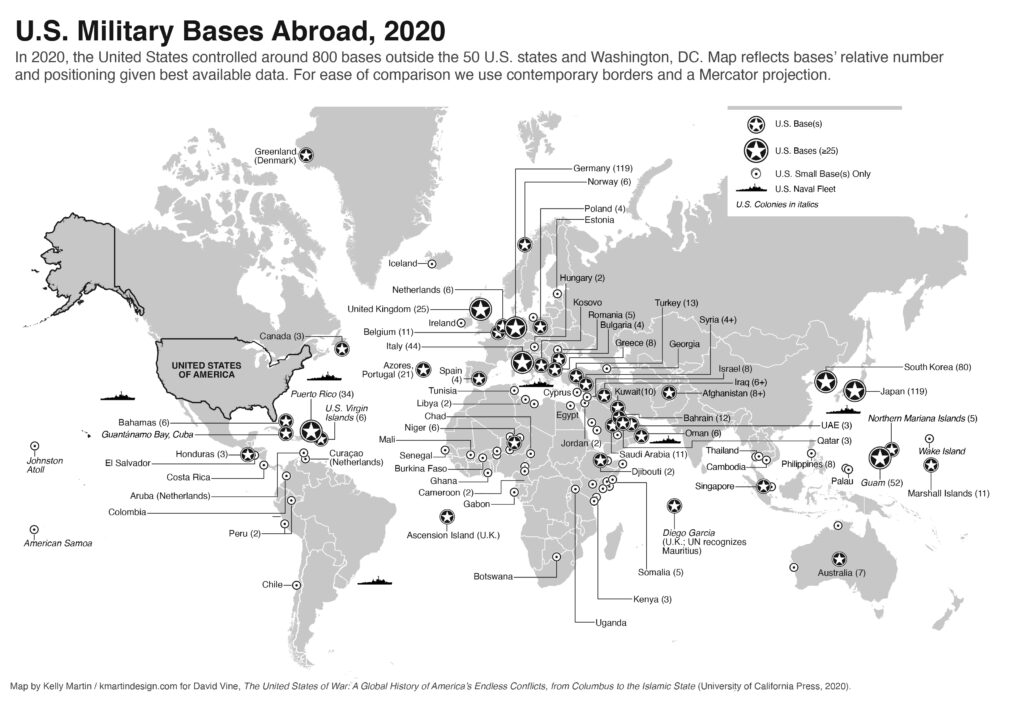 U.S. Military Bases Abroad, 2020
In 2020, the United States controlled around 800 bases outside the 50 U.S. states and Washington, DC. Map reflects bases' relative number
and positioning given best available data. For ease of comparison we use contemporary borders and a Mercator projection.
U.S. Base(s)
U.S. Bases (≥25)
U.S. Small Base(s) Only
U.S. Naval Fleet
U.S. Colonies in italics
Greenland
(Denmark)
Germany (119)
Norway (6)
Poland (4)
Estonia
Iceland
Hungary (2)
Netherlands (6)
Kosovo
Turkey (13)
United Kingdom (25)
Romania (5)
Syria (4+)
Ireland
Bulgaria (4)
Belgium (11)
Greece (8)
Georgia
Canada (3)
Italy (44)
UNITED STATES
OF AMERICA
Azores,
Portugal (21)
Spain
(4)
Israel (8)
South Korea (80)
Iraq (6+)
Tunisia
Cyprus
Kuwait(10)
Afghanistan (8+)
Japan (119)
Puerto Rico (34)
Libya (2)
Egypt
U.S. Virgin
Islands (6)
Chad
Bahrain (12)
Northern Mariana Islands (5)
Bahamas (6)
Niger (6)
UAE (3)
Guantánamo Bay, Cuba
Oman (6)
Mali
Jordan (2)
Qatar (3)
Wake Island
Honduras (3)
Curaçao
(Netherlands)
Senegal
Saudi Arabia (11)
Thailand
Johnston
Atoll
El Salvador
Burkina Faso
Djibouti (2)
Cambodia
Philippines (8)
Costa Rica
Ghana
Palau
Guam (52)
Aruba (Netherlands)
Cameroon (2)
Singapore
Marshall Islands (11)
Gabon
Colombia
Peru (2)
Ascension Island (U.K.)
Diego Garcia
(U.K.; UN recognizes
Mauritius)
American Samoa
Somalia (5)
Australia (7)
Botswana
Chile
Kenya (3)
Uganda
Map by Kelly Martin / kmartindesign.com for David Vine, The United States of War: A Global History of America's Endless Conflicts, from Columbus to the Islamic State (University of California Press, 2020).